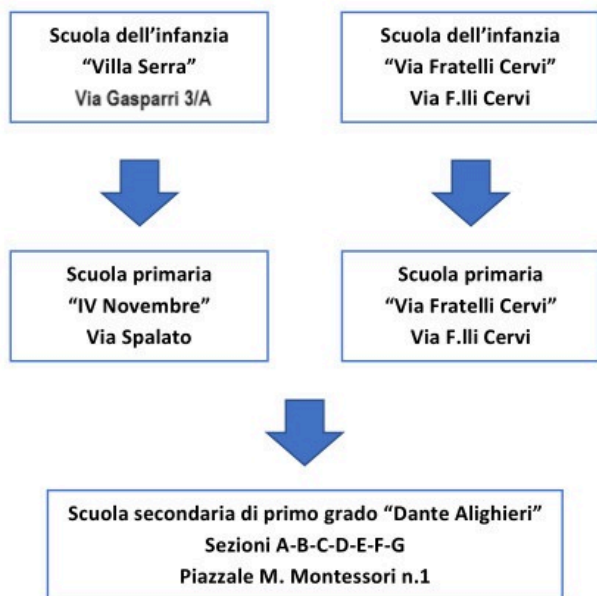 Scuola dell’infanzia
“Villa Serra”
Via Gasparri 3/A
Scuola dell’infanzia
“Via Fratelli Cervi”
Via F.lli Cervi
Scuola primaria
“IV Novembre”
Via Spalato
Scuola primaria
“Via Fratelli Cervi”
Via F.lli Cervi
Scuola secondaria di primo grado “Dante Alighieri”
Sezioni A-B-C-D-E-F-G
Piazzale M. Montessori n.1